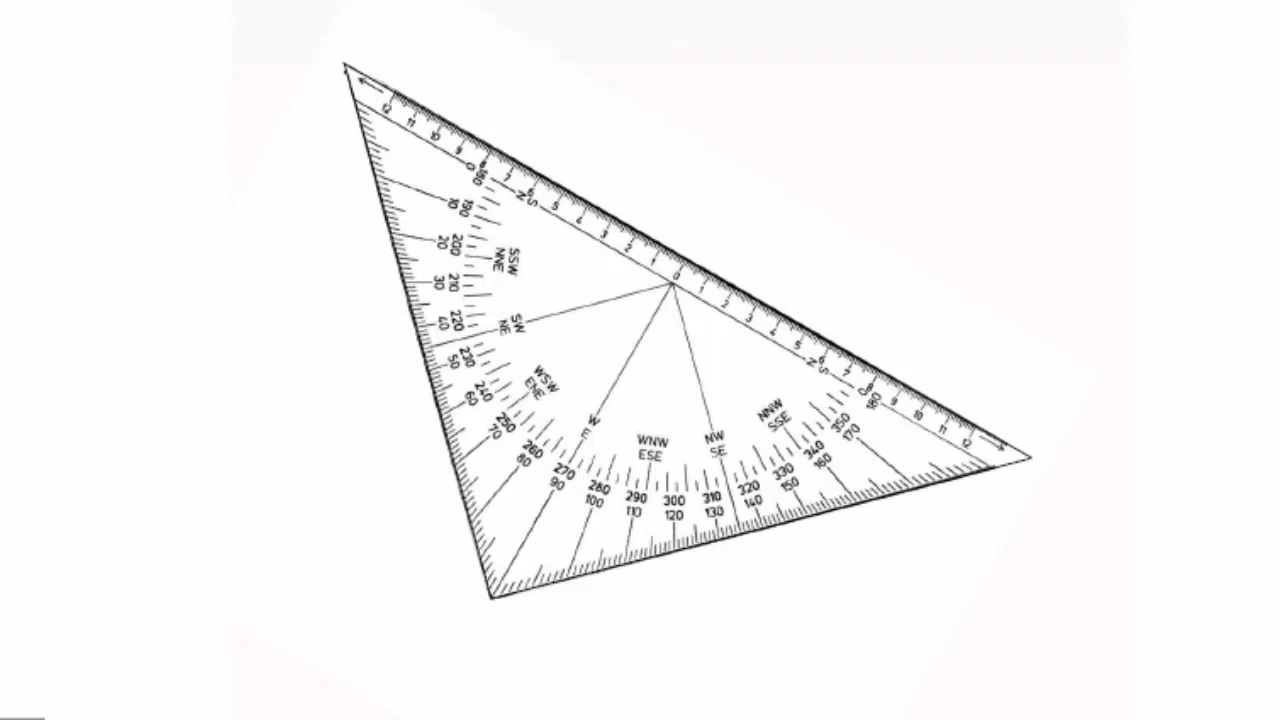 12 11 10 9 8 7 6 5 4 3 2 1 0 1 2 3 4 5 6 7 8 9 10 11 12
0 180
N S
10 190
20 200
SSW
NNE
30 210
40 220
SW
NE
50 230
60 240
WSW
ENE
70 250
80 260
W
E
90 270
100 280
WNW
ESE
110 290
120 300
NW
SE
130 310
140 320
NNW
SSE
150 330
160 340
170 350
N S
0 180